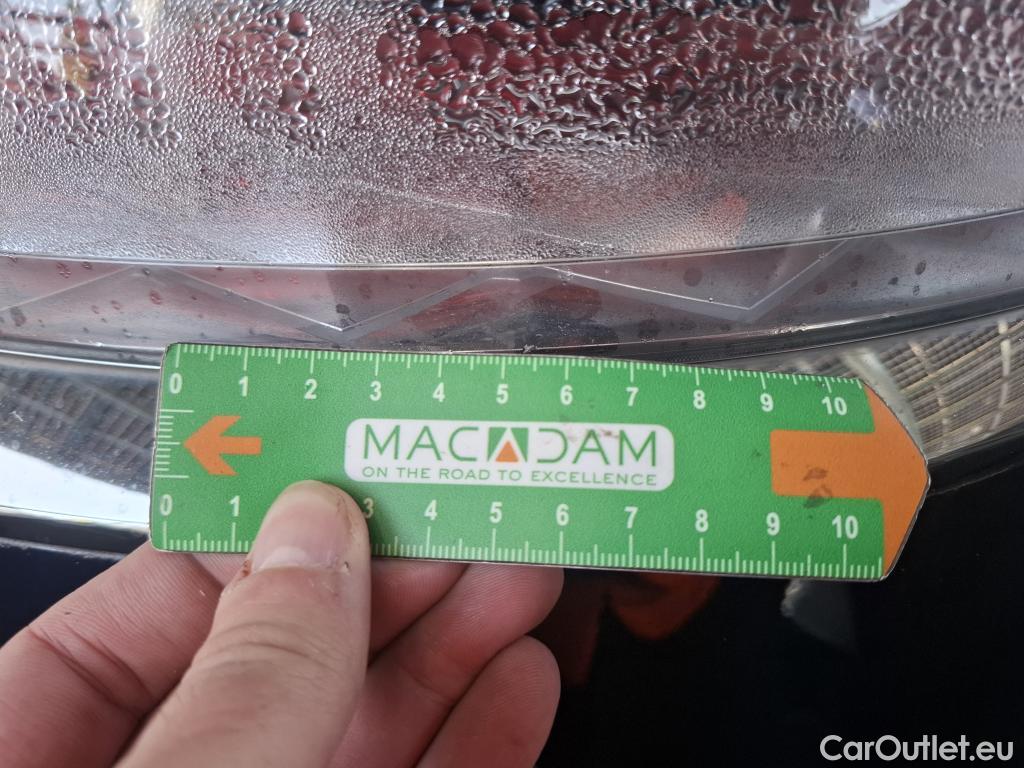 0 1 2 3 4 5 6 7 8 9 10
MACADAM
ON THE ROAD TO EXCELLENCE
0 1 3 4 5 6 7 8 9 10
CarOutlet.eu